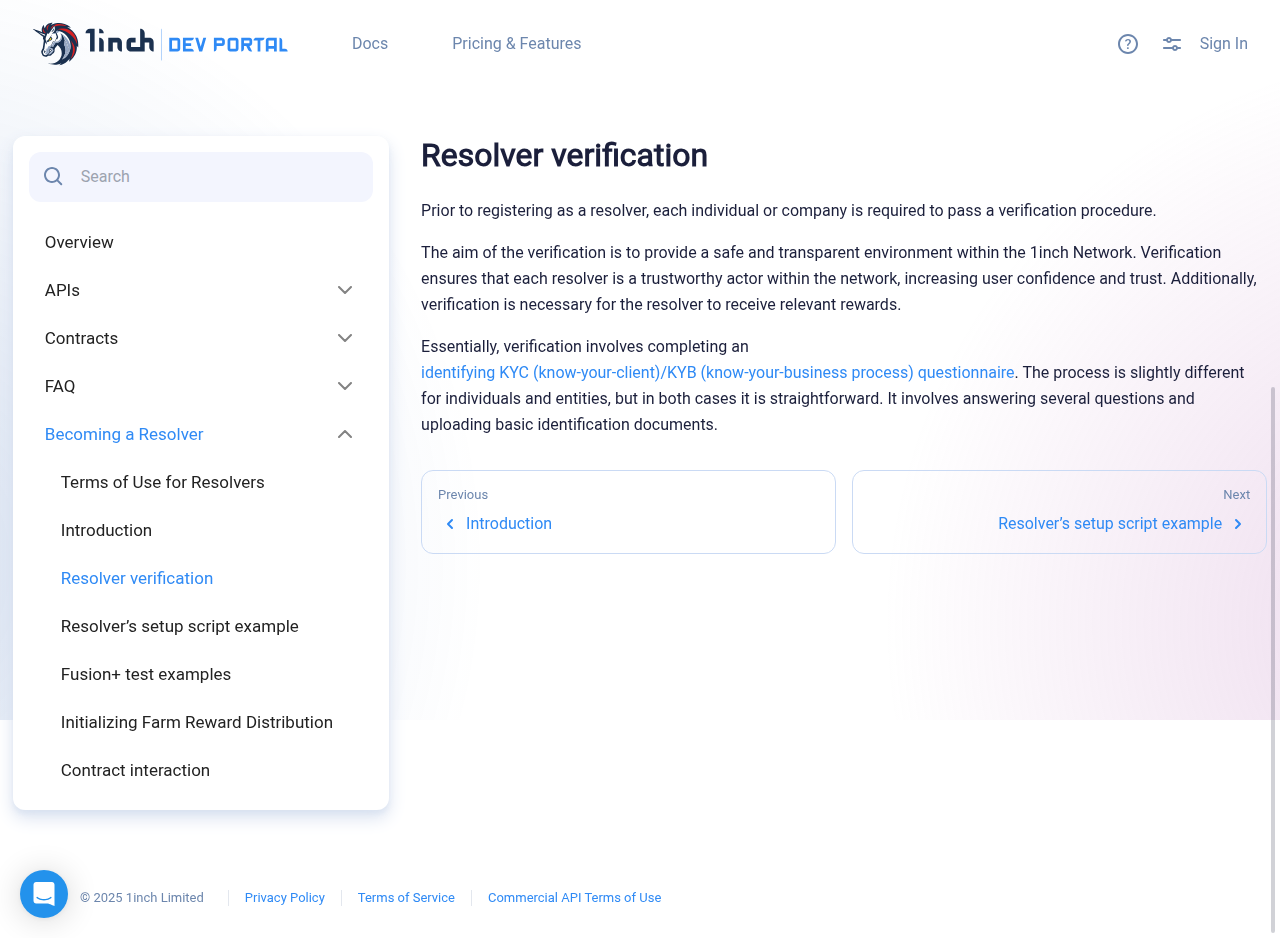 1inch DEV PORTAL
Docs
Pricing & Features
Sign In
Search
Overview
APIs
Contracts
FAQ
Becoming a Resolver
Terms of Use for Resolvers
Introduction
Resolver verification
Resolver’s setup script example
Fusion+ test examples
Initializing Farm Reward Distribution
Contract interaction
Resolver verification
Prior to registering as a resolver, each individual or company is required to pass a verification procedure.
The aim of the verification is to provide a safe and transparent environment within the 1inch Network. Verification
ensures that each resolver is a trustworthy actor within the network, increasing user confidence and trust. Additionally,
verification is necessary for the resolver to receive relevant rewards.
Essentially, verification involves completing an
identifying KYC (know-your-client)/KYB (know-your-business process) questionnaire. The process is slightly different
for individuals and entities, but in both cases it is straightforward. It involves answering several questions and
uploading basic identification documents.
Previous
Introduction
Next
Resolver’s setup script example
© 2025 1inch Limited
Privacy Policy
Terms of Service
Commercial API Terms of Use